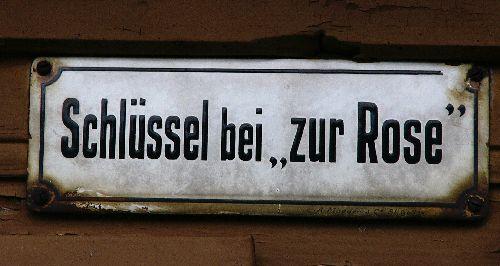 Schlüssel bei „zur Rose”